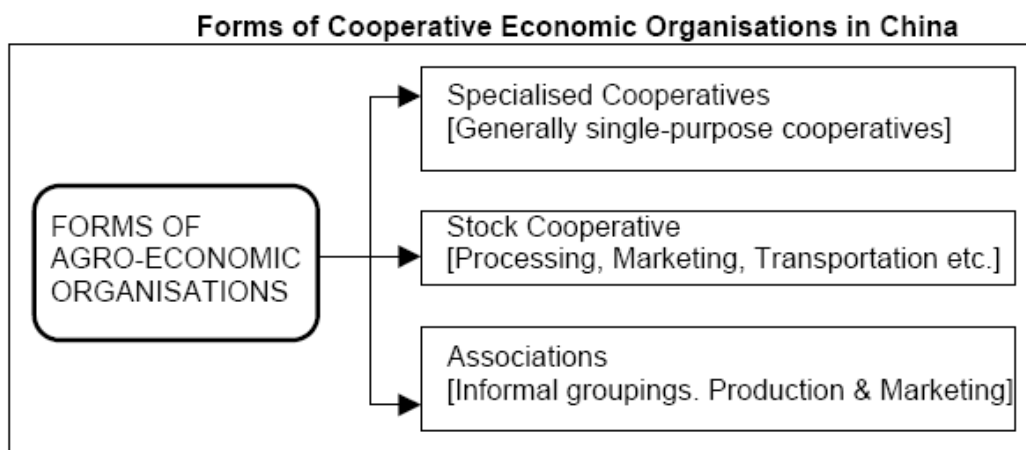 Forms of Cooperative Economic Organisations in China
FORMS OF
AGRO-ECONOMIC
ORGANISATIONS
Specialised Cooperatives
[Generally single-purpose cooperatives]
Stock Cooperative
[Processing, Marketing, Transportation etc.]
Associations
[Informal groupings. Production & Marketing]